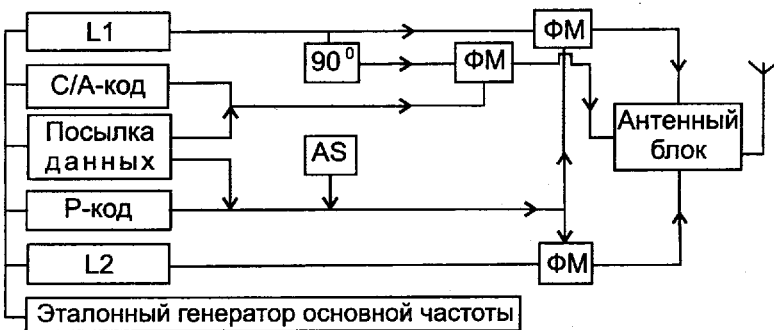 L1
ФМ
90⁰
ФМ
С/А-код
Посылка
данных
AS
Антенный
блок
Р-код
L2
ФМ
Эталонный генератор основной частоты